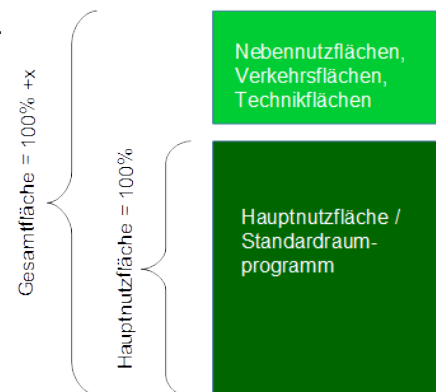 Gesamtfläche = 100% +x
Hauptnutzfläche = 100%
Nebennutzflächen,
Verkehrsflächen,
Technikflächen
Hauptnutzfläche /
Standardraum-
programm